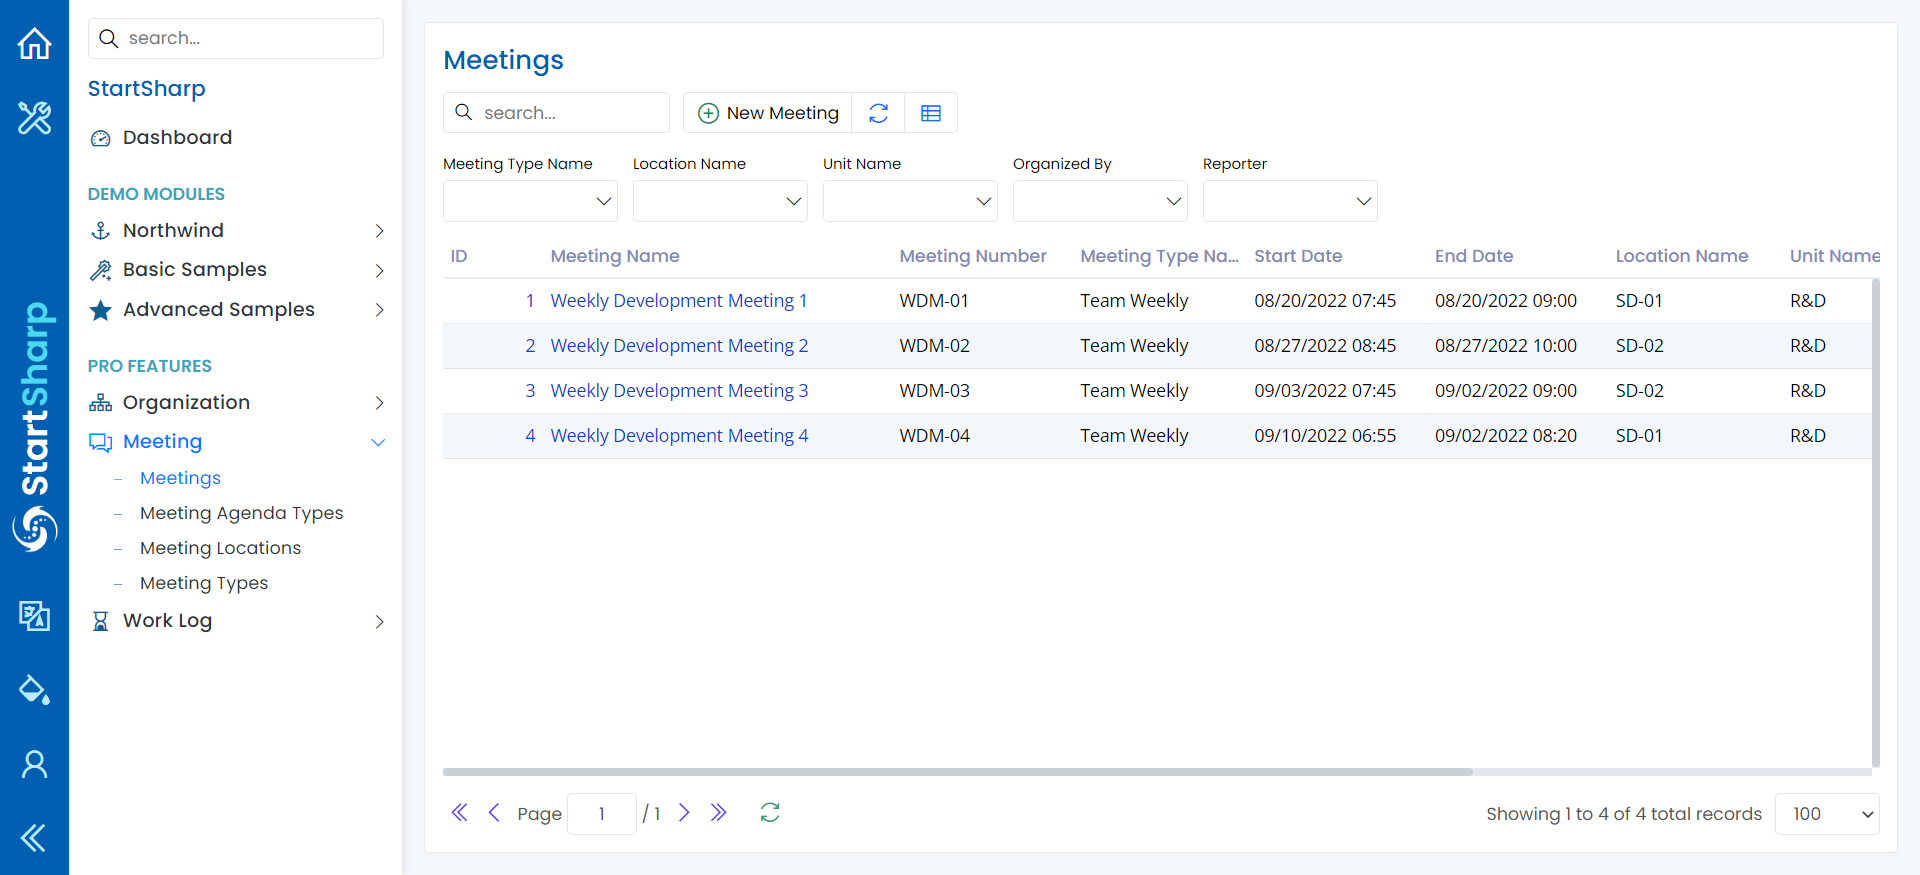 search...
StartSharp
Dashboard
DEMO MODULES
Northwind
Basic Samples
Advanced Samples
PRO FEATURES
Organization
Meeting
Meetings
Meeting Agenda Types
Meeting Locations
Meeting Types
Work Log
StartSharp
Meetings
search...
New Meeting
Meeting Type Name Location Name Unit Name Organized By Reporter
ID Meeting Name Meeting Number Meeting Type Na... Start Date End Date Location Name Unit Name
1 Weekly Development Meeting 1 WDM-01 Team Weekly 08/20/2022 07:45 08/20/2022 09:00 SD-01 R&D
2 Weekly Development Meeting 2 WDM-02 Team Weekly 08/27/2022 08:45 08/27/2022 10:00 SD-02 R&D
3 Weekly Development Meeting 3 WDM-03 Team Weekly 09/03/2022 07:45 09/02/2022 09:00 SD-02 R&D
4 Weekly Development Meeting 4 WDM-04 Team Weekly 09/10/2022 06:55 09/02/2022 08:20 SD-01 R&D
Page 1 / 1
Showing 1 to 4 of 4 total records 100